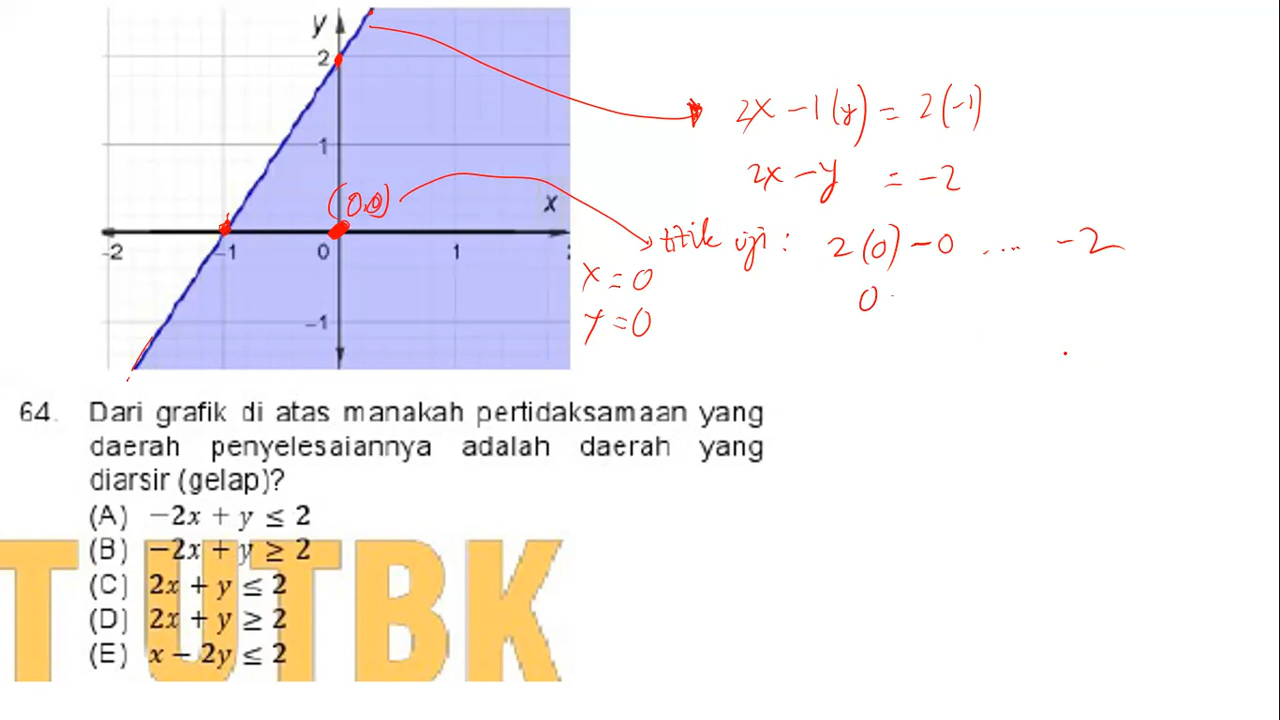 y
2
1
(0,0)
x
-2
-1
0
1
2
-1
2x - 1(y) = 2(-1)
2x - y = -2
titik uji : 2(0) - 0 ... -2
x = 0
0
y = 0
64. Dari grafik di atas manakah pertidaksamaan yang
daerah penyelesaiannya adalah daerah yang
diarsir (gelap)?
(A) −2x + y ≤ 2
(B) −2x + y ≥ 2
(C) 2x + y ≤ 2
(D) 2x + y ≥ 2
(E) x − 2y ≤ 2
T UTBK